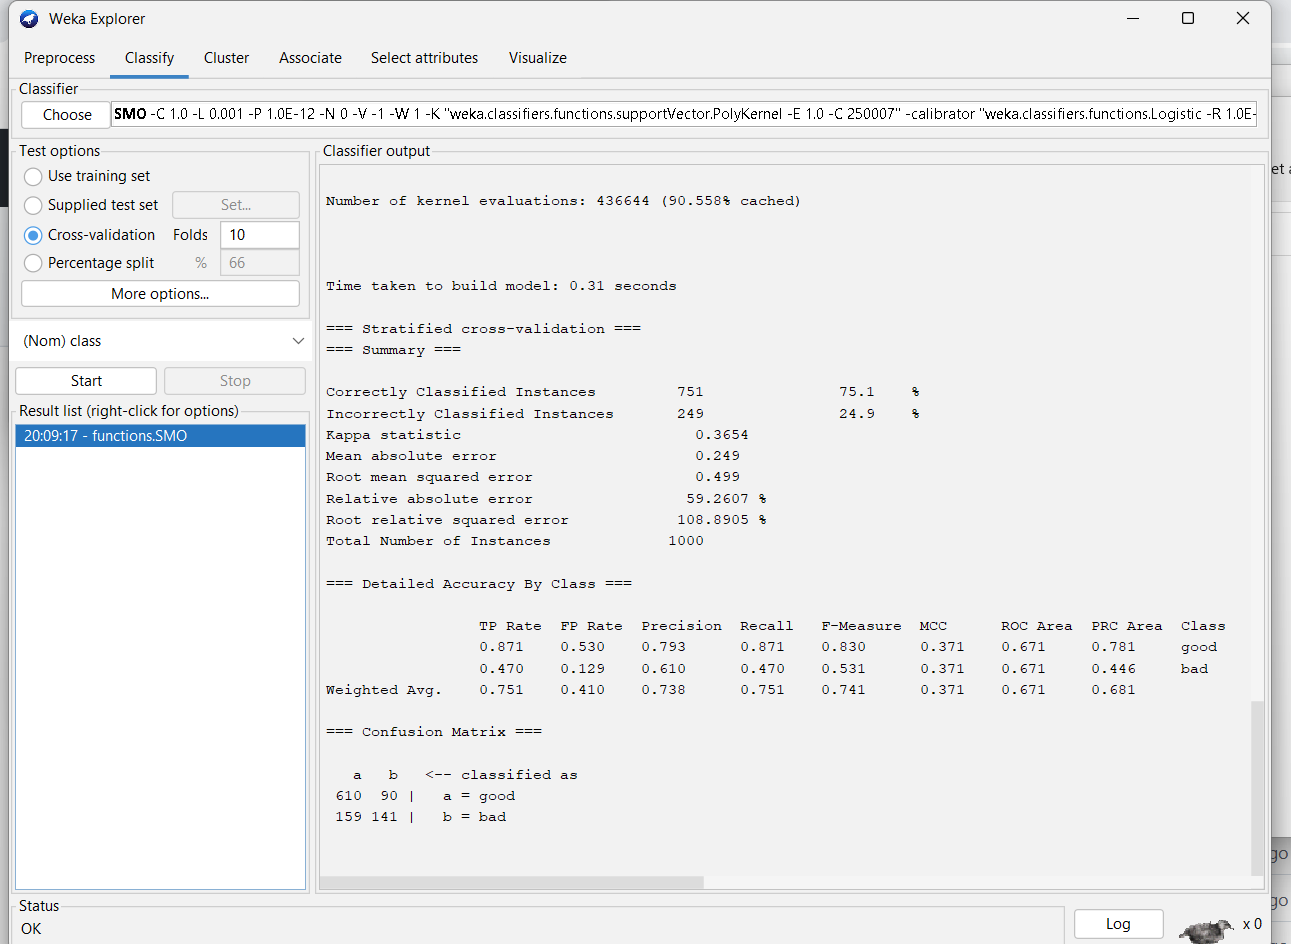 Weka Explorer
Preprocess Classify Cluster Associate Select attributes Visualize
Classifier
Choose SMO -C 1.0 -L 0.001 -P 1.0E-12 -N 0 -V -1 -W 1 -K "weka.classifiers.functions.supportVector.PolyKernel -E 1.0 -C 250007" -calibrator "weka.classifiers.functions.Logistic -R 1.0E-
Test options
Use training set
Supplied test set Set...
Cross-validation Folds 10
Percentage split % 66
More options...
(Nom) class
Start Stop
Result list (right-click for options)
20:09:17 - functions.SMO
Classifier output
Number of kernel evaluations: 436644 (90.558% cached)
Time taken to build model: 0.31 seconds
=== Stratified cross-validation ===
=== Summary ===
Correctly Classified Instances 751 75.1 %
Incorrectly Classified Instances 249 24.9 %
Kappa statistic 0.3654
Mean absolute error 0.249
Root mean squared error 0.499
Relative absolute error 59.2607 %
Root relative squared error 108.8905 %
Total Number of Instances 1000
=== Detailed Accuracy By Class ===
TP Rate FP Rate Precision Recall F-Measure MCC ROC Area PRC Area Class
0.871 0.530 0.793 0.871 0.830 0.371 0.671 0.781 good
0.470 0.129 0.610 0.470 0.531 0.371 0.671 0.446 bad
Weighted Avg. 0.751 0.410 0.738 0.751 0.741 0.371 0.671 0.681
=== Confusion Matrix ===
a b <-- classified as
610 90 | a = good
159 141 | b = bad
Status
OK
Log x 0
et a
go
go